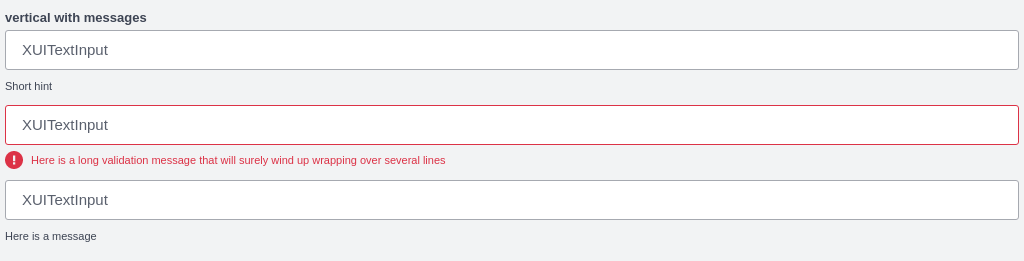 vertical with messages
XUITextInput
Short hint
XUITextInput
Here is a long validation message that will surely wind up wrapping over several lines
XUITextInput
Here is a message